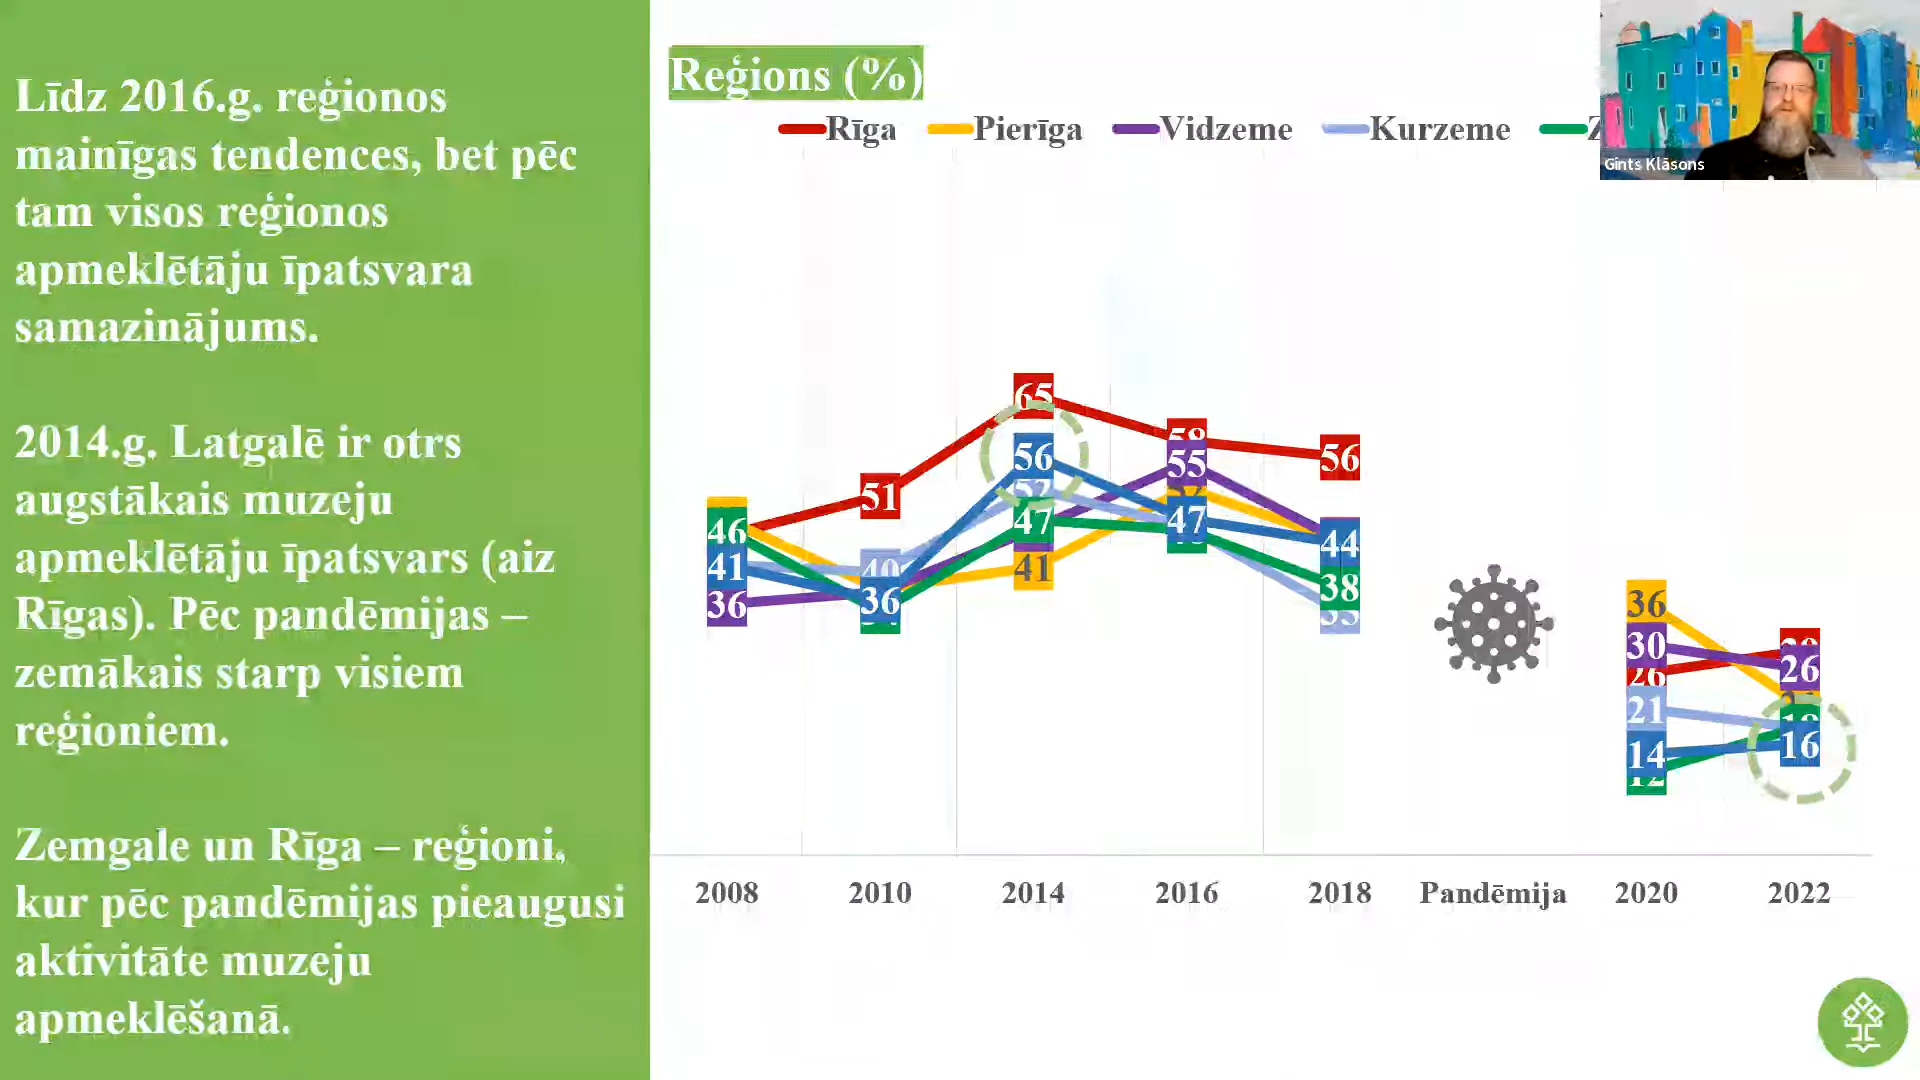 Līdz 2016.g. reģionos
mainīgas tendences, bet pēc
tam visos reģionos
apmeklētāju īpatsvara
samazinājums.
2014.g. Latgalē ir otrs
augstākais muzeju
apmeklētāju īpatsvars (aiz
Rīgas). Pēc pandēmijas –
zemākais starp visiem
reģioniem.
Zemgale un Rīga – reģioni,
kur pēc pandēmijas pieaugusi
aktivitāte muzeju
apmeklēšanā.
Reģions (%)
Rīga Pierīga Vidzeme Kurzeme
Gints Klāsons
46
41
36
51
40
36
65
56
47
41
58
55
47
56
44
38
36
30
26
21
14
12
26
16
2008 2010 2014 2016 2018 Pandēmija 2020 2022